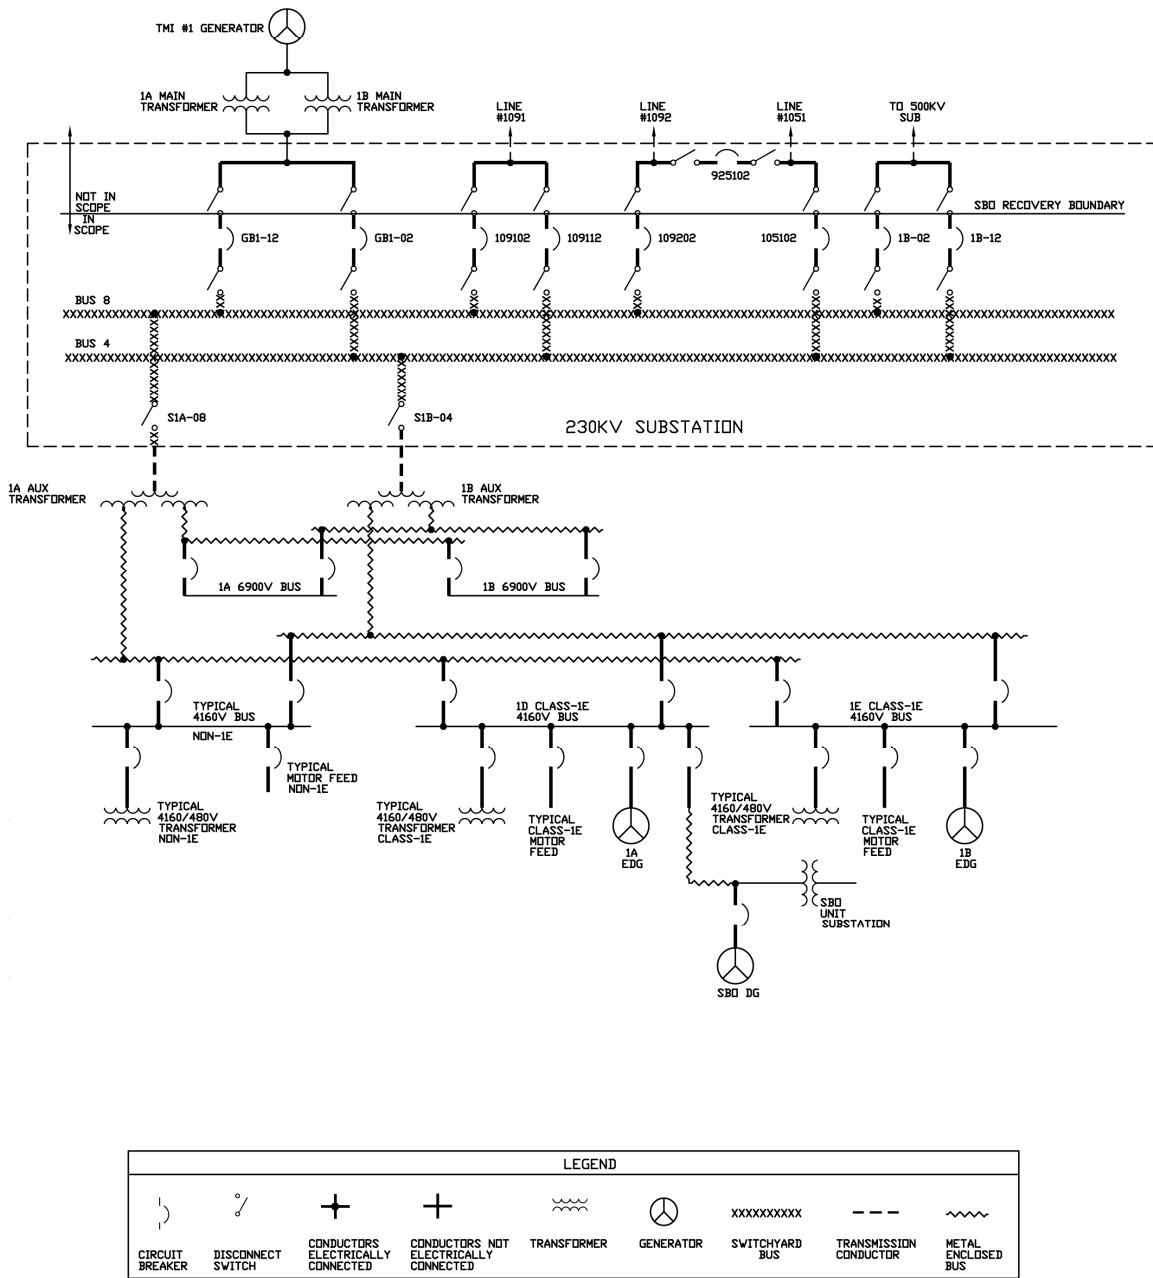 TMI #1 GENERATOR
1A MAIN
TRANSFORMER
1B MAIN
TRANSFORMER
LINE
#1091
LINE
#1092
LINE
#1051
TO 500KV
SUB
925102
NOT IN
SCOPE
IN
SCOPE
SBO RECOVERY BOUNDARY
GB1-12
GB1-02
109102
109112
109202
105102
1B-02
1B-12
BUS 8
BUS 4
S1A-08
S1B-04
230KV SUBSTATION
1A AUX
TRANSFORMER
1B AUX
TRANSFORMER
1A 6900V BUS
1B 6900V BUS
TYPICAL
4160V BUS
NON-1E
1D CLASS-1E
4160V BUS
1E CLASS-1E
4160V BUS
TYPICAL
MOTOR FEED
NON-1E
TYPICAL
4160/480V
TRANSFORMER
NON-1E
TYPICAL
4160/480V
TRANSFORMER
CLASS-1E
TYPICAL
CLASS-1E
MOTOR
FEED
1A
EDG
TYPICAL
4160/480V
TRANSFORMER
CLASS-1E
TYPICAL
CLASS-1E
MOTOR
FEED
1B
EDG
SBO
UNIT
SUBSTATION
SBO DG
LEGEND
CIRCUIT
BREAKER
DISCONNECT
SWITCH
CONDUCTORS
ELECTRICALLY
CONNECTED
CONDUCTORS NOT
ELECTRICALLY
CONNECTED
TRANSFORMER
GENERATOR
SWITCHYARD
BUS
TRANSMISSION
CONDUCTOR
METAL
ENCLOSED
BUS